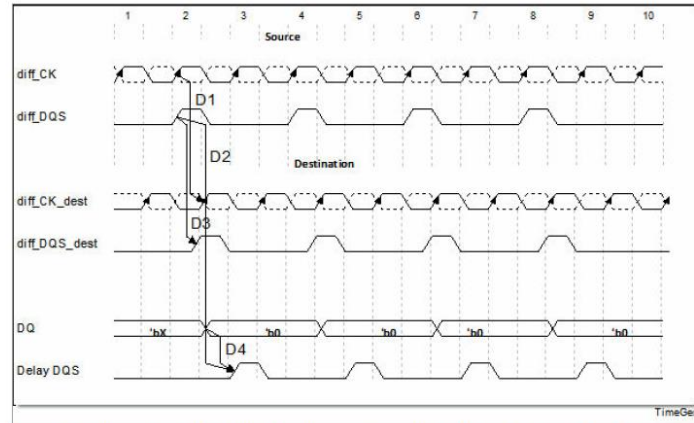 1 2 3 4 5 6 7 8 9 10
Source
diff_CK
D1
diff_DQS
D2
Destination
diff_CK_dest
D3
diff_DQS_dest
DQ 'bX 'b0 'b0 'b0 'b0
D4
Delay DQS
TimeGe